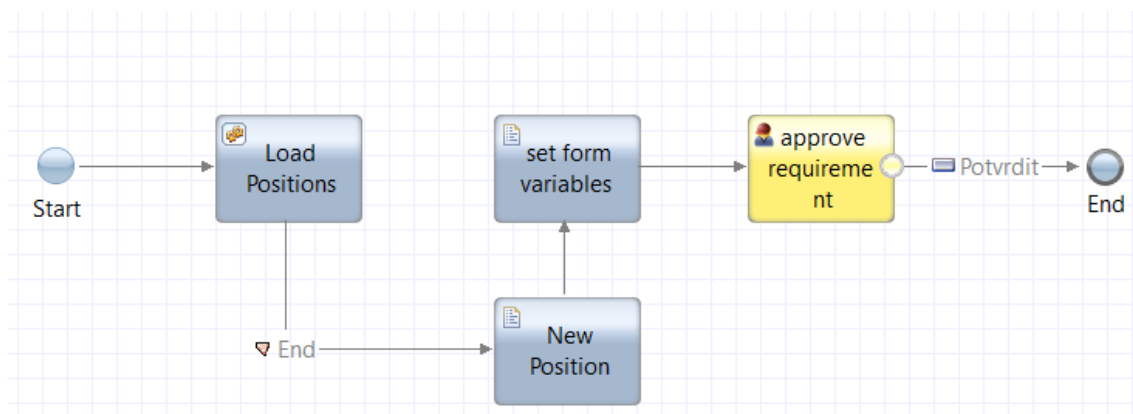 Start
Load
Positions
End
New
Position
set form
variables
approve
requireme
nt
Potvrdit
End